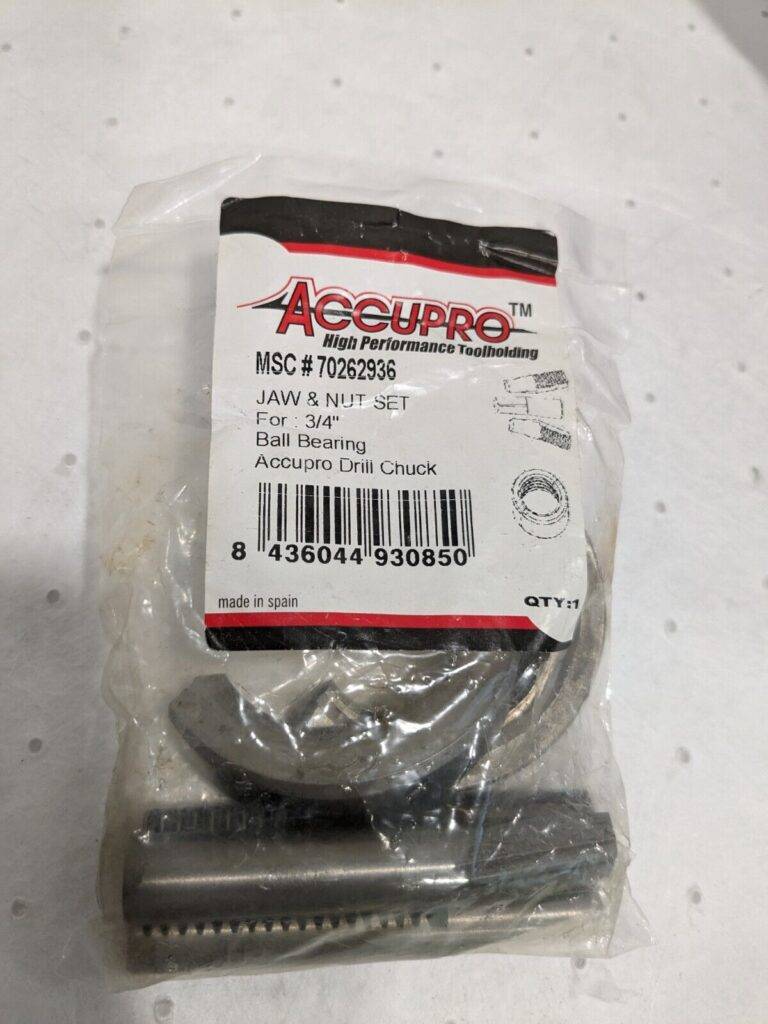 ACCUPRO™
High Performance Toolholding
MSC # 70262936
JAW & NUT SET
For : 3/4"
Ball Bearing
Accupro Drill Chuck
8 436044 930850
made in spain
QTY:1